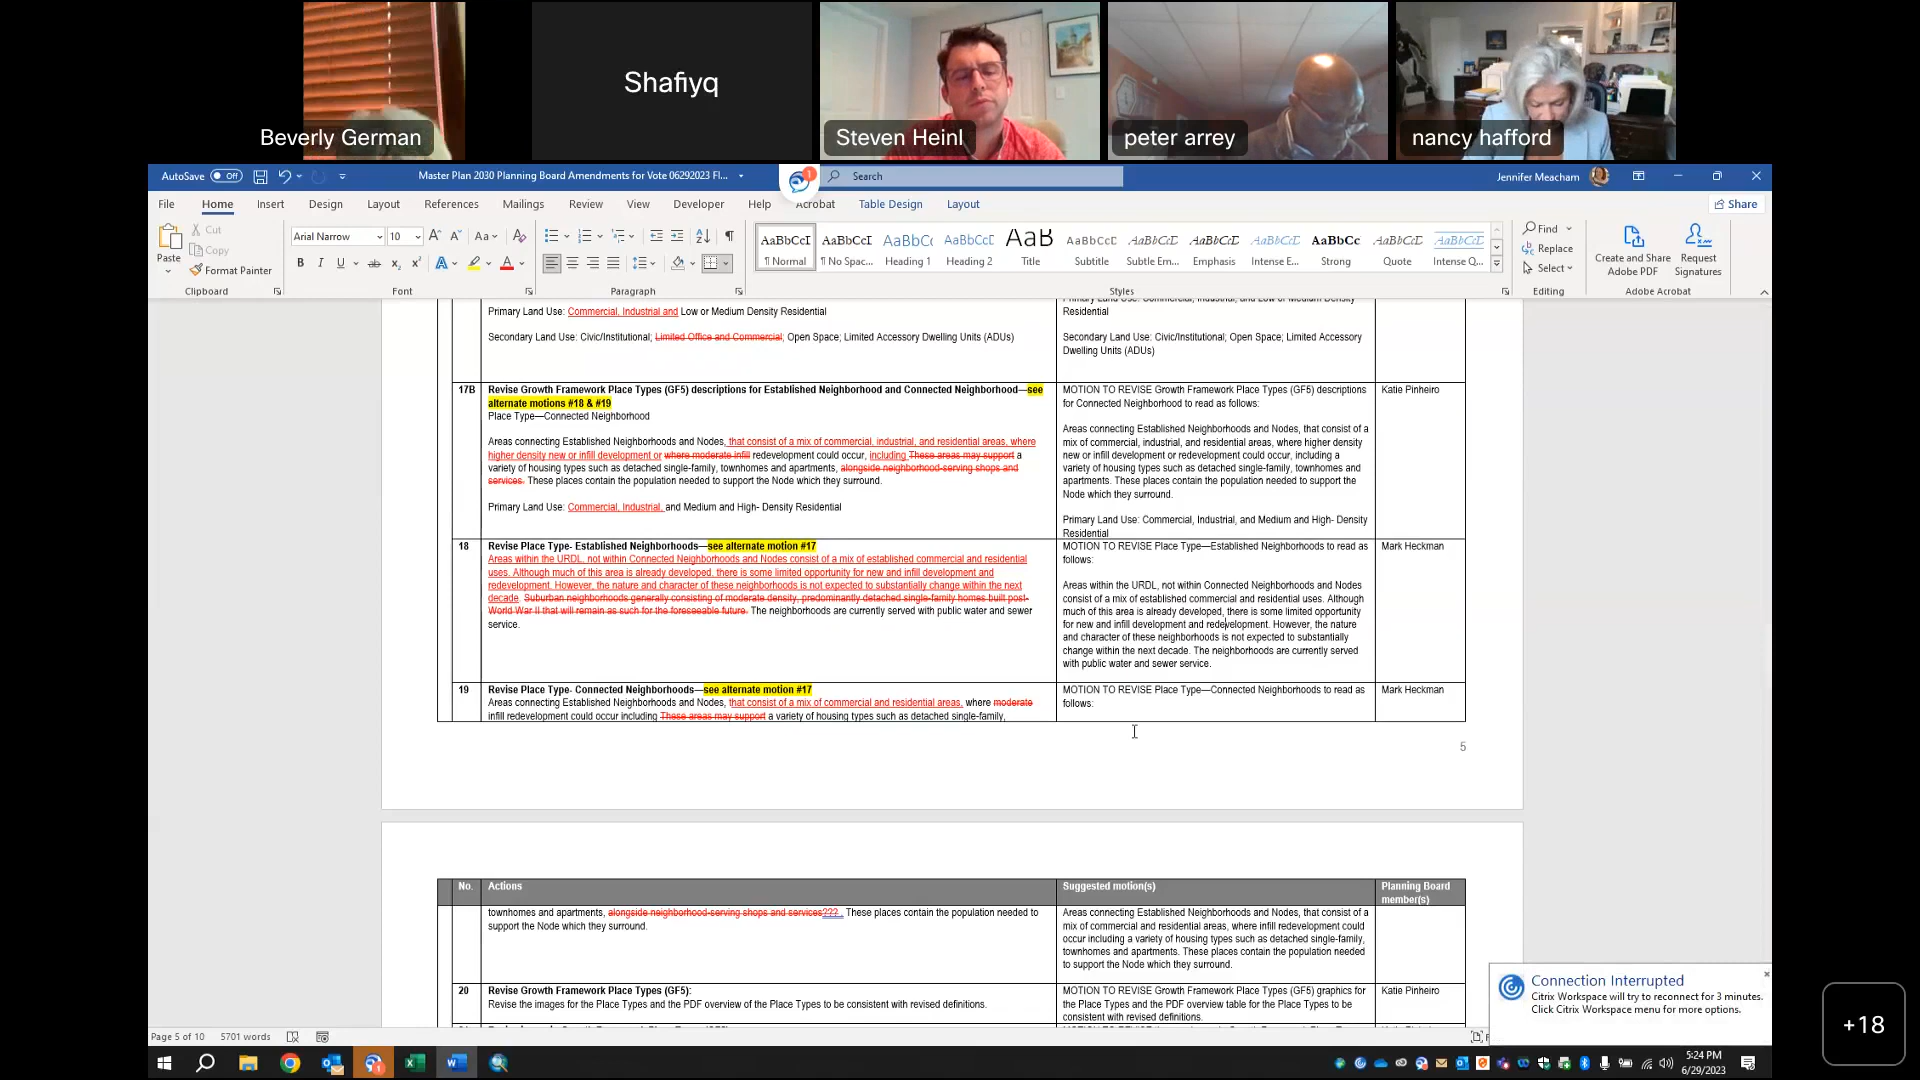 Beverly German
Shafiyq
Steven Heinl
peter arrey
nancy hafford
AutoSave Off
Master Plan 2030 Planning Board Amendments for Vote 06292023 Fl...
1
Search
Jennifer Meacham
File Home Insert Design Layout References Mailings Review View Developer Help Acrobat Table Design Layout
Share
Paste
Cut
Copy
Format Painter
Clipboard
Arial Narrow 10
Font
Paragraph
AaBbCcI AaBbCcI AaBbCc AaBbCcI AaB AaBbCcI AaBbCcI AaBbCcI AaBbCcI AaBbCc AaBbCcI AaBbCcI
¶ Normal ¶ No Spac... Heading 1 Heading 2 Title Subtitle Subtle Em... Emphasis Intense E... Strong Quote Intense Q...
Styles
Find
Replace
Select
Editing
Create and Share Adobe PDF
Request Signatures
Adobe Acrobat
Primary Land Use: Commercial, Industrial and Low or Medium Density Residential
Secondary Land Use: Civic/Institutional; Limited Office and Commercial; Open Space; Limited Accessory Dwelling Units (ADUs)
Primary Land Use: Commercial, Industrial, and Low or Medium Density
Residential
Secondary Land Use: Civic/Institutional; Open Space; Limited Accessory
Dwelling Units (ADUs)
17B
Revise Growth Framework Place Types (GF5) descriptions for Established Neighborhood and Connected Neighborhood—see
alternate motions #18 & #19
Place Type—Connected Neighborhood
Areas connecting Established Neighborhoods and Nodes, that consist of a mix of commercial, industrial, and residential areas, where
higher density new or infill development or where moderate infill redevelopment could occur, including These areas may support a
variety of housing types such as detached single-family, townhomes and apartments, alongside neighborhood-serving shops and
services. These places contain the population needed to support the Node which they surround.
Primary Land Use: Commercial, Industrial, and Medium and High- Density Residential
MOTION TO REVISE Growth Framework Place Types (GF5) descriptions
for Connected Neighborhood to read as follows:
Areas connecting Established Neighborhoods and Nodes, that consist of a
mix of commercial, industrial, and residential areas, where higher density
new or infill development or redevelopment could occur, including a
variety of housing types such as detached single-family, townhomes and
apartments. These places contain the population needed to support the
Node which they surround.
Primary Land Use: Commercial, Industrial, and Medium and High- Density
Residential
Katie Pinheiro
18
Revise Place Type- Established Neighborhoods—see alternate motion #17
Areas within the URDL, not within Connected Neighborhoods and Nodes consist of a mix of established commercial and residential
uses. Although much of this area is already developed, there is some limited opportunity for new and infill development and
redevelopment. However, the nature and character of these neighborhoods is not expected to substantially change within the next
decade. Suburban neighborhoods generally consisting of moderate density, predominantly detached single-family homes built post-
World War II that will remain as such for the foreseeable future. The neighborhoods are currently served with public water and sewer
service.
MOTION TO REVISE Place Type—Established Neighborhoods to read as
follows:
Areas within the URDL, not within Connected Neighborhoods and Nodes
consist of a mix of established commercial and residential uses. Although
much of this area is already developed, there is some limited opportunity
for new and infill development and redevelopment. However, the nature
and character of these neighborhoods is not expected to substantially
change within the next decade. The neighborhoods are currently served
with public water and sewer service.
Mark Heckman
19
Revise Place Type- Connected Neighborhoods—see alternate motion #17
Areas connecting Established Neighborhoods and Nodes, that consist of a mix of commercial and residential areas, where moderate
infill redevelopment could occur including These areas may support a variety of housing types such as detached single-family,
MOTION TO REVISE Place Type—Connected Neighborhoods to read as
follows:
Mark Heckman
5
No. Actions Suggested motion(s) Planning Board
member(s)
townhomes and apartments, alongside neighborhood-serving shops and services???. These places contain the population needed to
support the Node which they surround.
Areas connecting Established Neighborhoods and Nodes, that consist of a
mix of commercial and residential areas, where infill redevelopment could
occur including a variety of housing types such as detached single-family,
townhomes and apartments. These places contain the population needed
to support the Node which they surround.
20
Revise Growth Framework Place Types (GF5):
Revise the images for the Place Types and the PDF overview of the Place Types to be consistent with revised definitions.
MOTION TO REVISE Growth Framework Place Types (GF5) graphics for
the Place Types and the PDF overview table for the Place Types to be
consistent with revised definitions.
Katie Pinheiro
Connection Interrupted
Citrix Workspace will try to reconnect for 3 minutes.
Click Citrix Workspace menu for more options.
+18
Page 5 of 10 5701 words
5:24 PM
6/29/2023